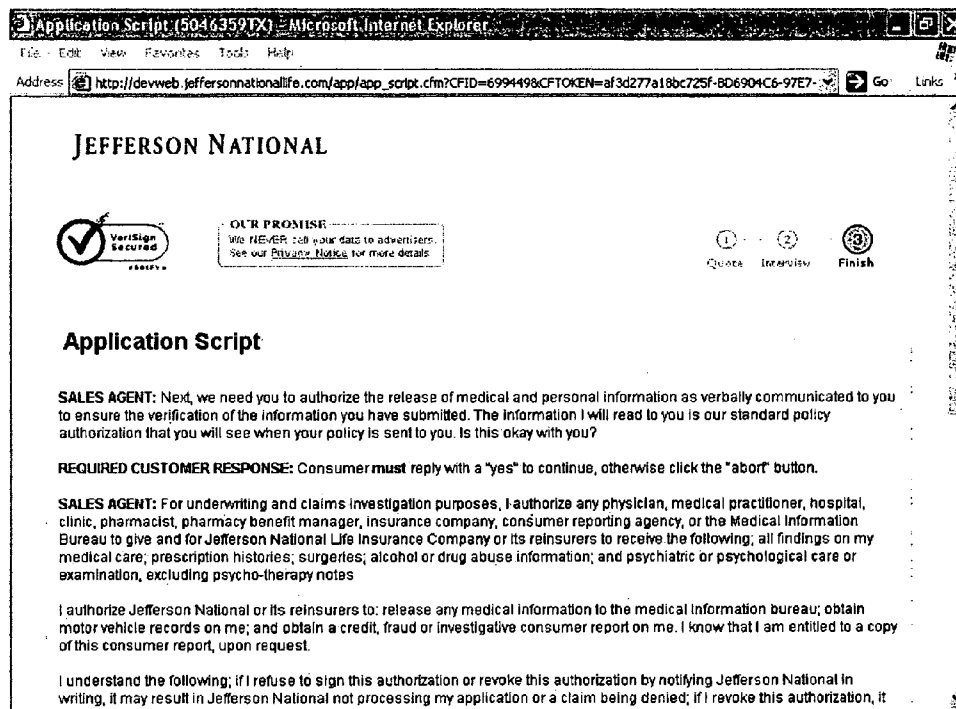 Application Script (5046359TX) - Microsoft Internet Explorer
File Edit View Favorites Tools Help
Address http://devweb.jeffersonnationallife.com/app/app_script.cfm?CFID=699449&CFTOKEN=af3d277a18bc725f-BD6904C6-97E7- Go Links
JEFFERSON NATIONAL
VeriSign
Secured
OUR PROMISE
We NEVER sell your data to advertisers.
See our Privacy Notice for more details
1 2 3
Quote Interview Finish
Application Script
SALES AGENT: Next, we need you to authorize the release of medical and personal information as verbally communicated to you
to ensure the verification of the information you have submitted. The information I will read to you is our standard policy
authorization that you will see when your policy is sent to you. Is this okay with you?
REQUIRED CUSTOMER RESPONSE: Consumer must reply with a "yes" to continue, otherwise click the "abort" button.
SALES AGENT: For underwriting and claims investigation purposes, I authorize any physician, medical practitioner, hospital,
clinic, pharmacist, pharmacy benefit manager, insurance company, consumer reporting agency, or the Medical Information
Bureau to give and for Jefferson National Life Insurance Company or its reinsurers to receive the following; all findings on my
medical care; prescription histories; surgeries; alcohol or drug abuse information; and psychiatric or psychological care or
examination, excluding psycho-therapy notes
I authorize Jefferson National or its reinsurers to: release any medical information to the medical information bureau; obtain
motor vehicle records on me; and obtain a credit, fraud or investigative consumer report on me. I know that I am entitled to a copy
of this consumer report, upon request.
I understand the following; if I refuse to sign this authorization or revoke this authorization by notifying Jefferson National in
writing, it may result in Jefferson National not processing my application or a claim being denied; if I revoke this authorization, it